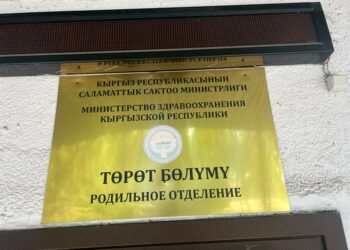 КЫРГЫЗ РЕСПУБЛИКАСЫНЫН
САЛАМАТТЫК САКТОО МИНИСТРЛИГИ
МИНИСТЕРСТВО ЗДРАВООХРАНЕНИЯ
КЫРГЫЗСКОЙ РЕСПУБЛИКИ
ТӨРӨТ БӨЛҮМҮ
РОДИЛЬНОЕ ОТДЕЛЕНИЕ